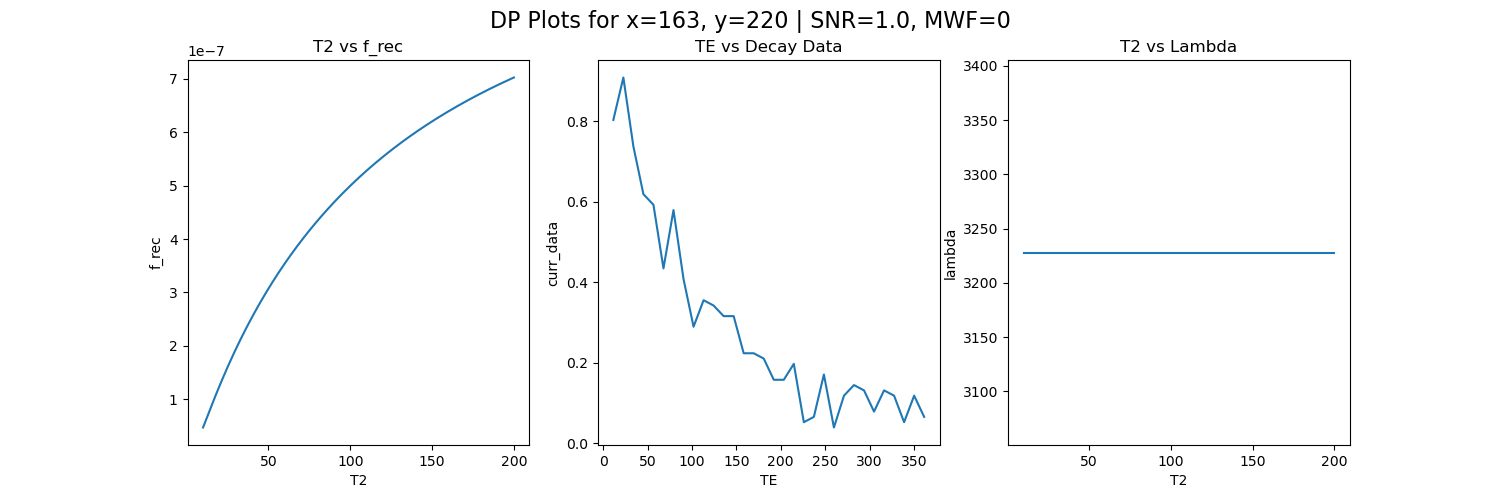 DP Plots for x=163, y=220 | SNR=1.0, MWF=0
T2 vs f_rec
1e−7
7
6
5
4
3
2
1
f_rec
50 100 150 200
T2
TE vs Decay Data
0.8
0.6
0.4
0.2
0.0
curr_data
0 50 100 150 200 250 300 350
TE
T2 vs Lambda
3400
3350
3300
3250
3200
3150
3100
lambda
50 100 150 200
T2